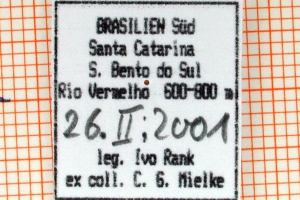 BRASILIEN Süd
Santa Catarina
S. Bento do Sul
Rio Vermelho 600-800 m
26. II; 2001
leg. Ivo Rank
ex coll. C. G. Mielke